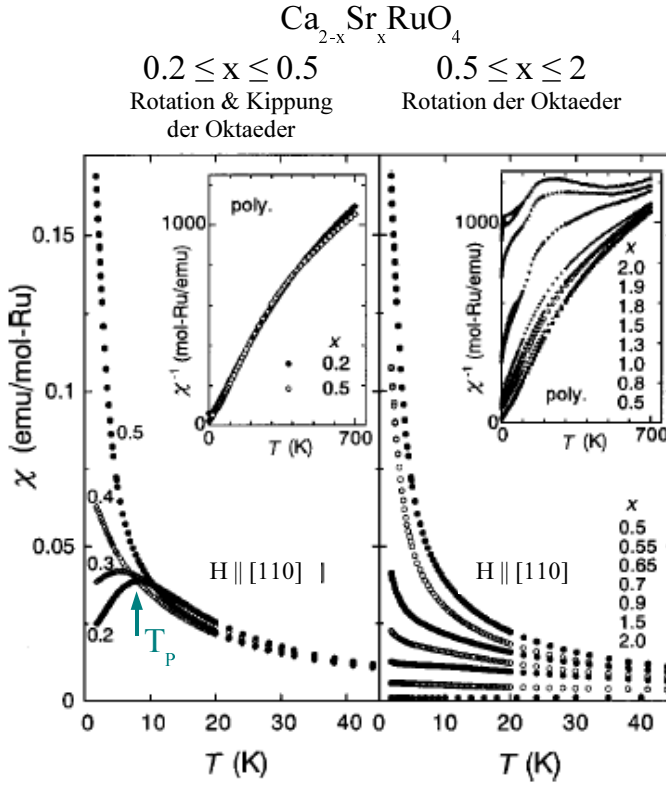 Ca2-xSrxRuO4
0.2 ≤ x ≤ 0.5
Rotation & Kippung
der Oktaeder
0.5 ≤ x ≤ 2
Rotation der Oktaeder
χ (emu/mol-Ru)
0.15
0.1
0.05
0
0.5
0.4
0.3
0.2
TP
H || [110]
0 10 20 30 40
T (K)
χ-1 (mol-Ru/emu)
1000
0
poly.
x
0.2
0.5
0 700
T (K)
H || [110]
x
0.5
0.55
0.65
0.7
0.9
1.5
2.0
0 10 20 30 40
T (K)
χ-1 (mol-Ru/emu)
1000
0
x
2.0
1.9
1.8
1.5
1.3
1.0
0.8
0.5
poly.
0 700
T (K)